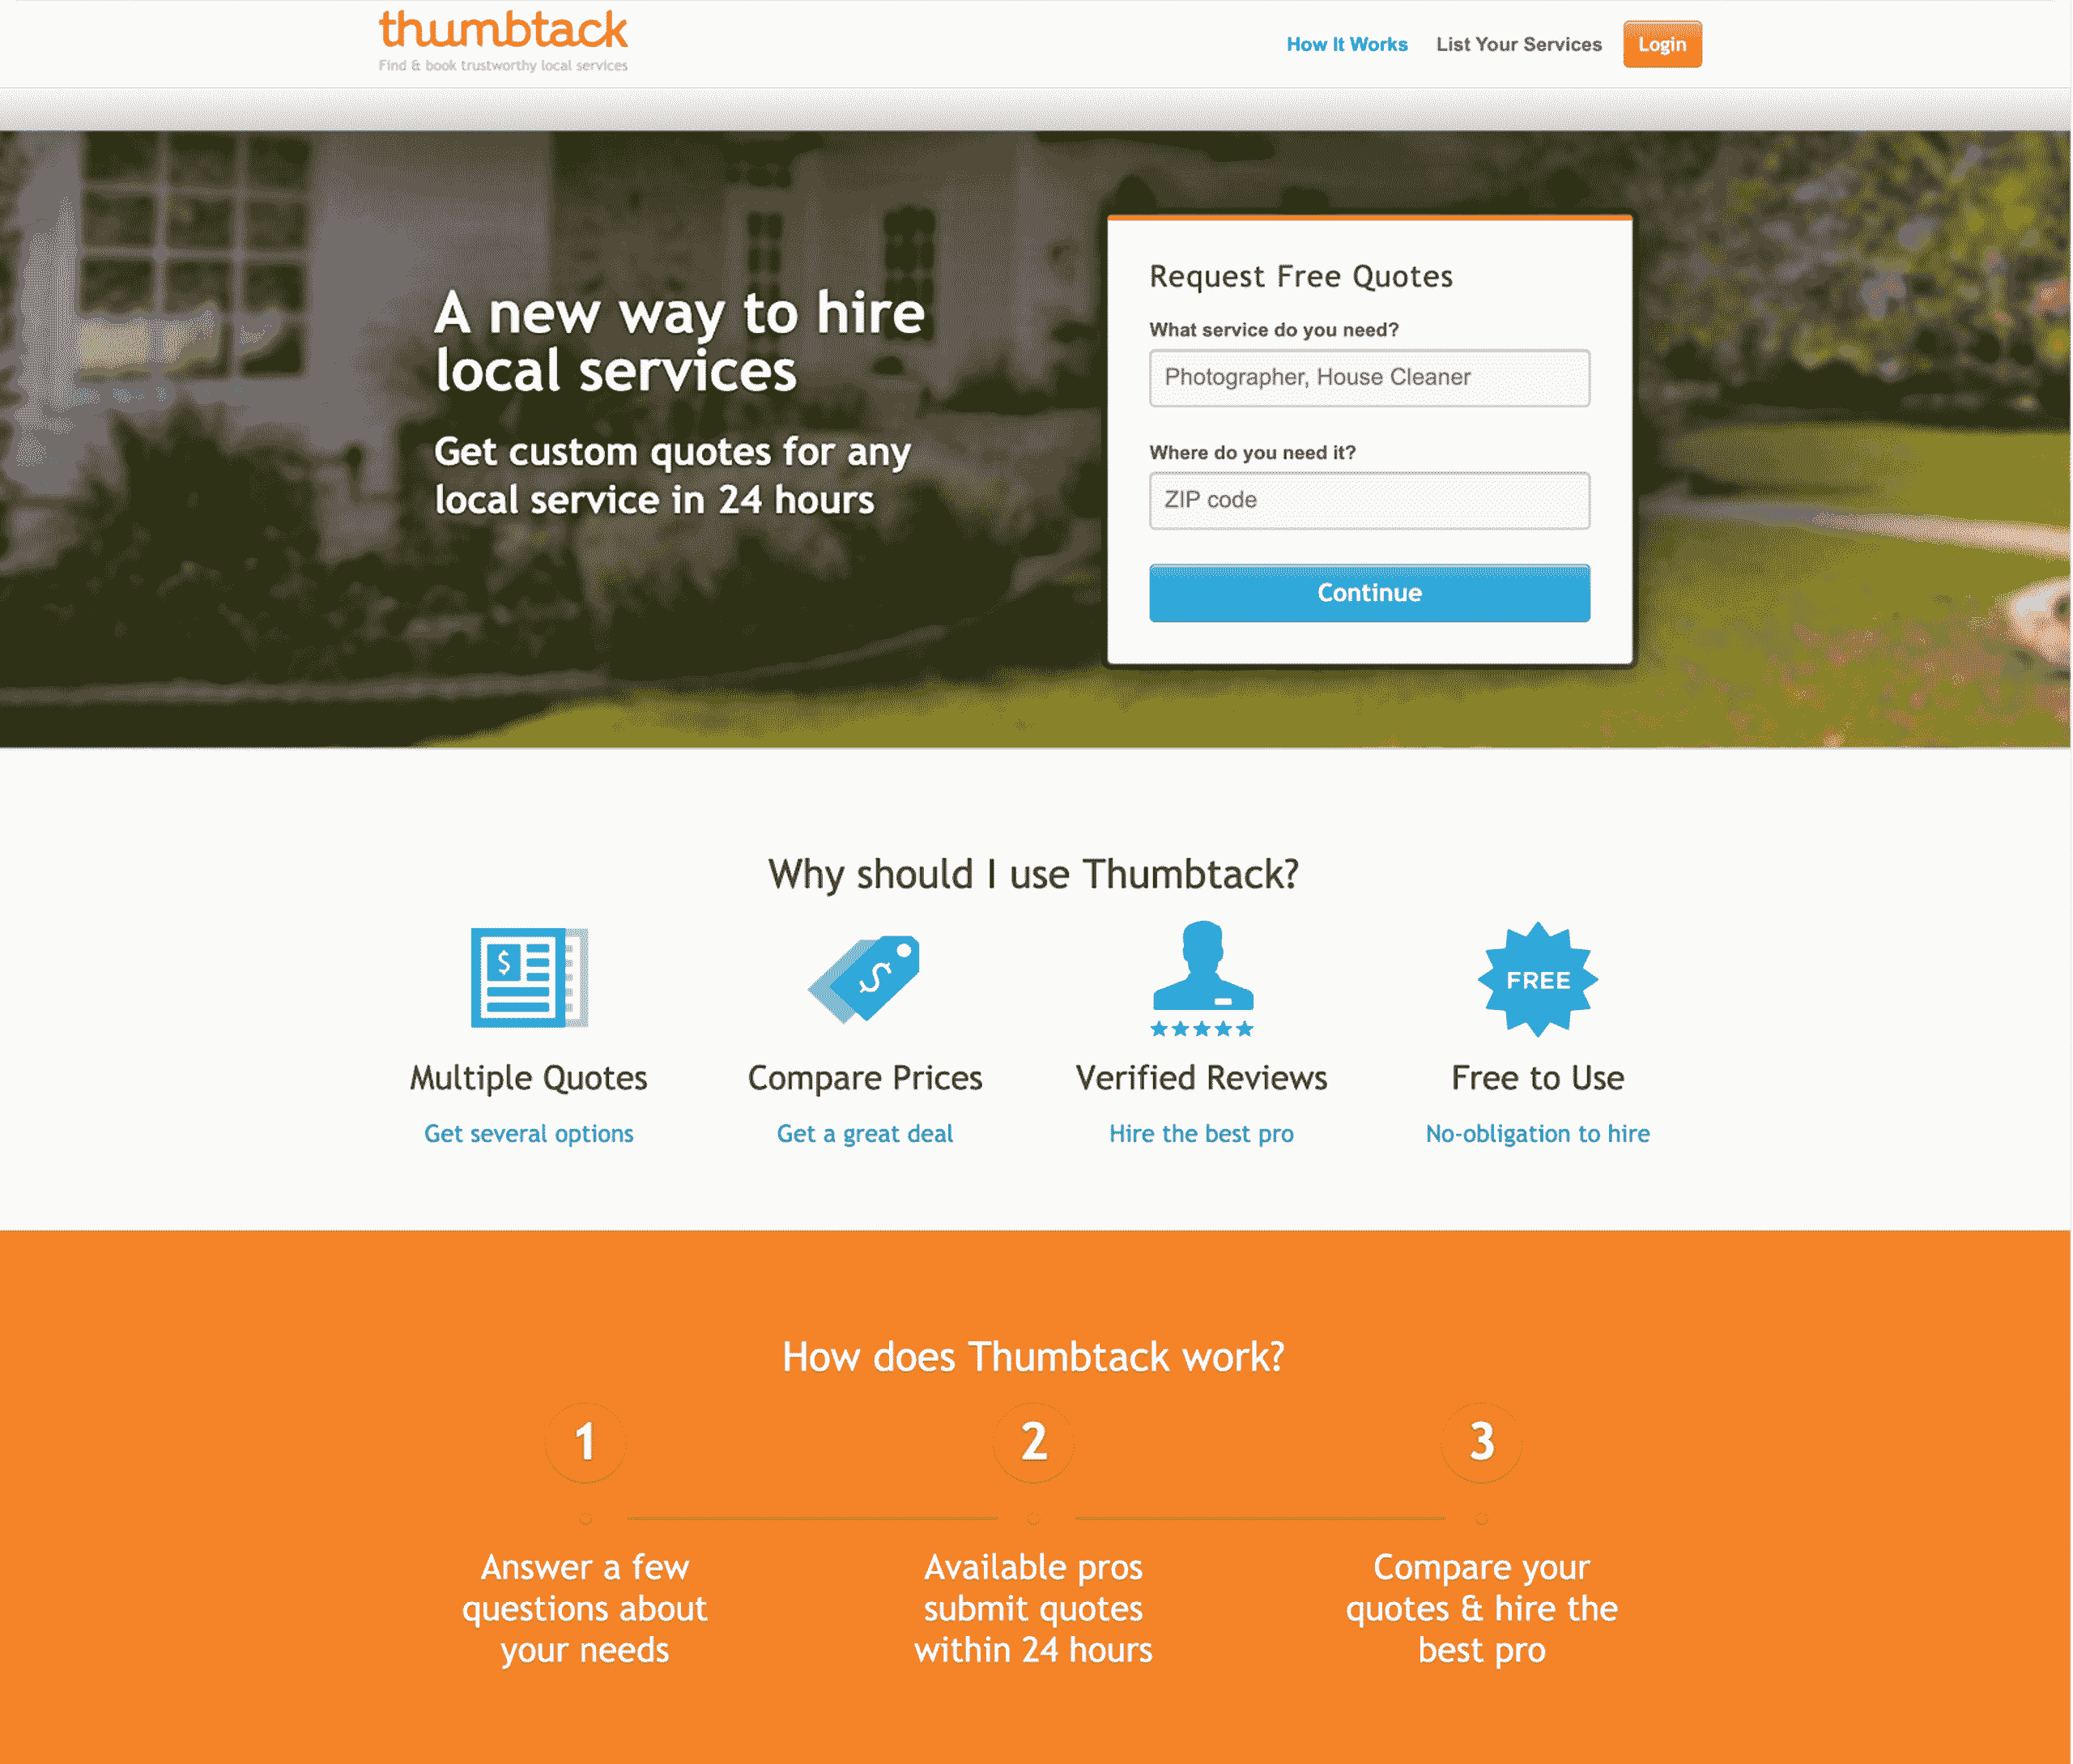 thumbtack
Find & book trustworthy local services
How It Works
List Your Services
Login
A new way to hire
local services
Get custom quotes for any
local service in 24 hours
Request Free Quotes
What service do you need?
Photographer, House Cleaner
Where do you need it?
ZIP code
Continue
Why should I use Thumbtack?
$
Multiple Quotes
Get several options
$
Compare Prices
Get a great deal
Verified Reviews
Hire the best pro
FREE
Free to Use
No-obligation to hire
How does Thumbtack work?
1
Answer a few
questions about
your needs
2
Available pros
submit quotes
within 24 hours
3
Compare your
quotes & hire the
best pro